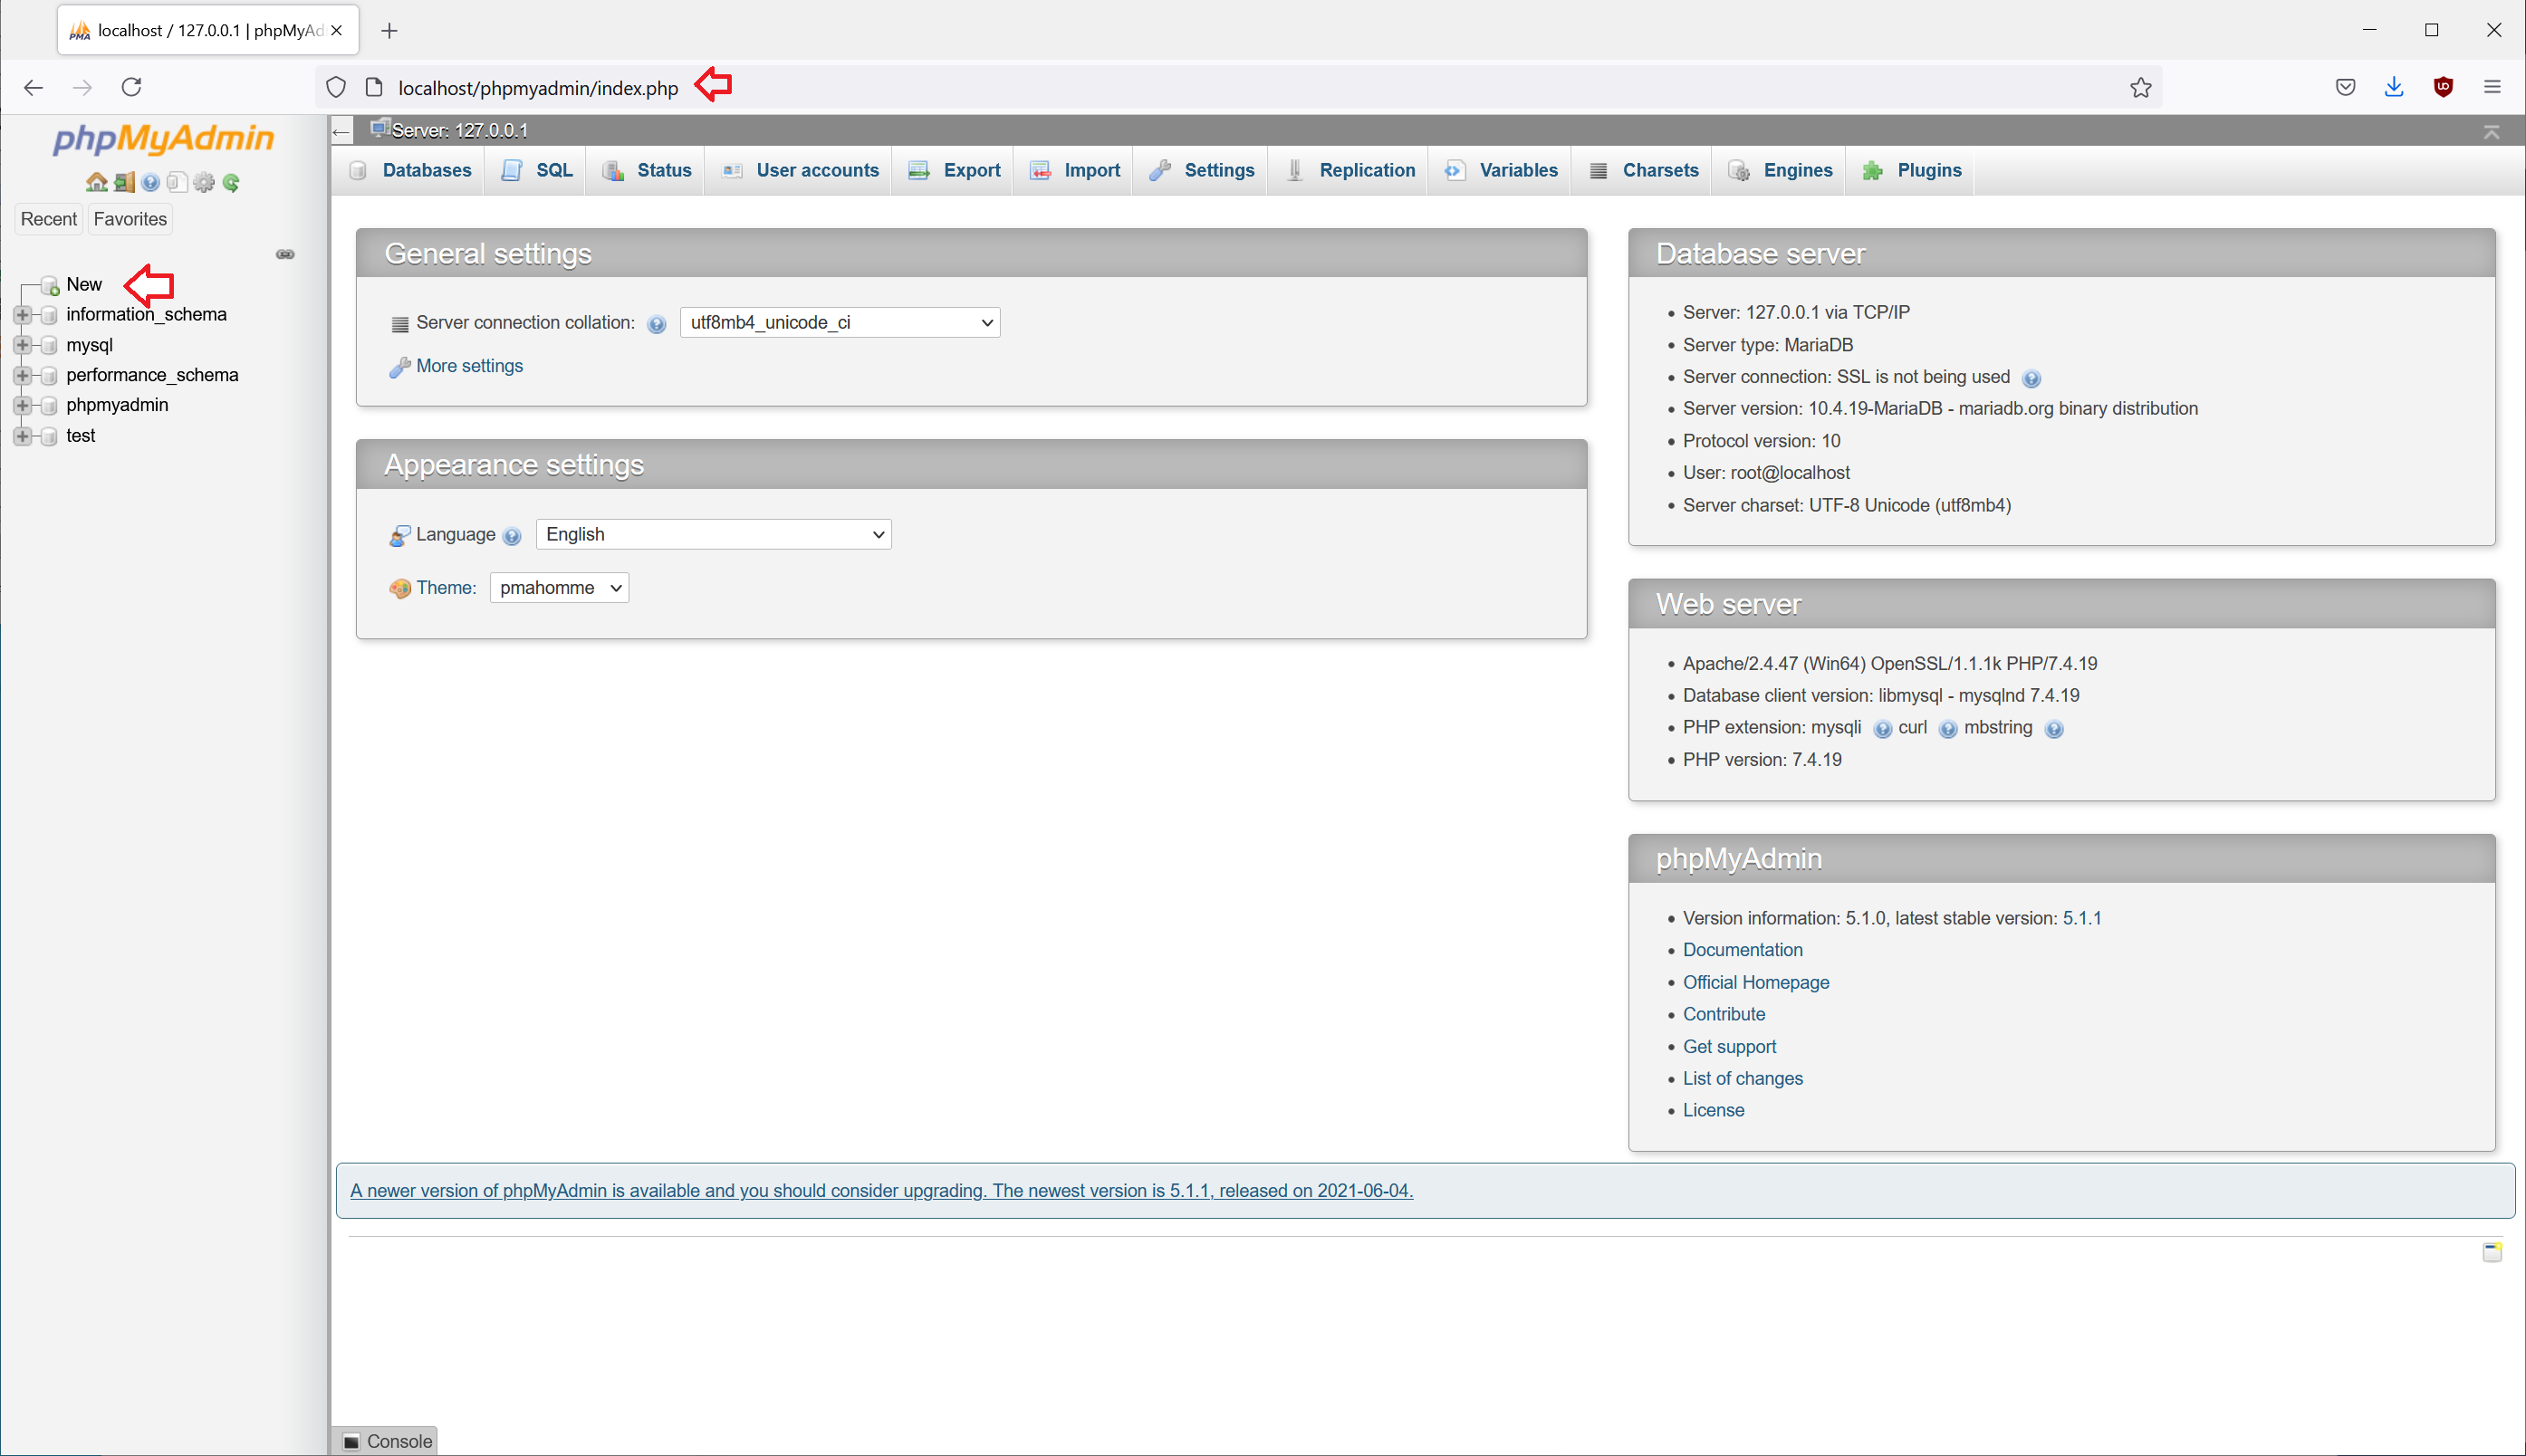 localhost / 127.0.0.1 | phpMyAd
localhost/phpmyadmin/index.php
phpMyAdmin
Recent Favorites
New
information_schema
mysql
performance_schema
phpmyadmin
test
Server: 127.0.0.1
Databases SQL Status User accounts Export Import Settings Replication Variables Charsets Engines Plugins
General settings
Server connection collation: utf8mb4_unicode_ci
More settings
Appearance settings
Language English
Theme: pmahomme
Database server
Server: 127.0.0.1 via TCP/IP
Server type: MariaDB
Server connection: SSL is not being used
Server version: 10.4.19-MariaDB - mariadb.org binary distribution
Protocol version: 10
User: root@localhost
Server charset: UTF-8 Unicode (utf8mb4)
Web server
Apache/2.4.47 (Win64) OpenSSL/1.1.1k PHP/7.4.19
Database client version: libmysql - mysqlnd 7.4.19
PHP extension: mysqli curl mbstring
PHP version: 7.4.19
phpMyAdmin
Version information: 5.1.0, latest stable version: 5.1.1
Documentation
Official Homepage
Contribute
Get support
List of changes
License
A newer version of phpMyAdmin is available and you should consider upgrading. The newest version is 5.1.1, released on 2021-06-04.
Console